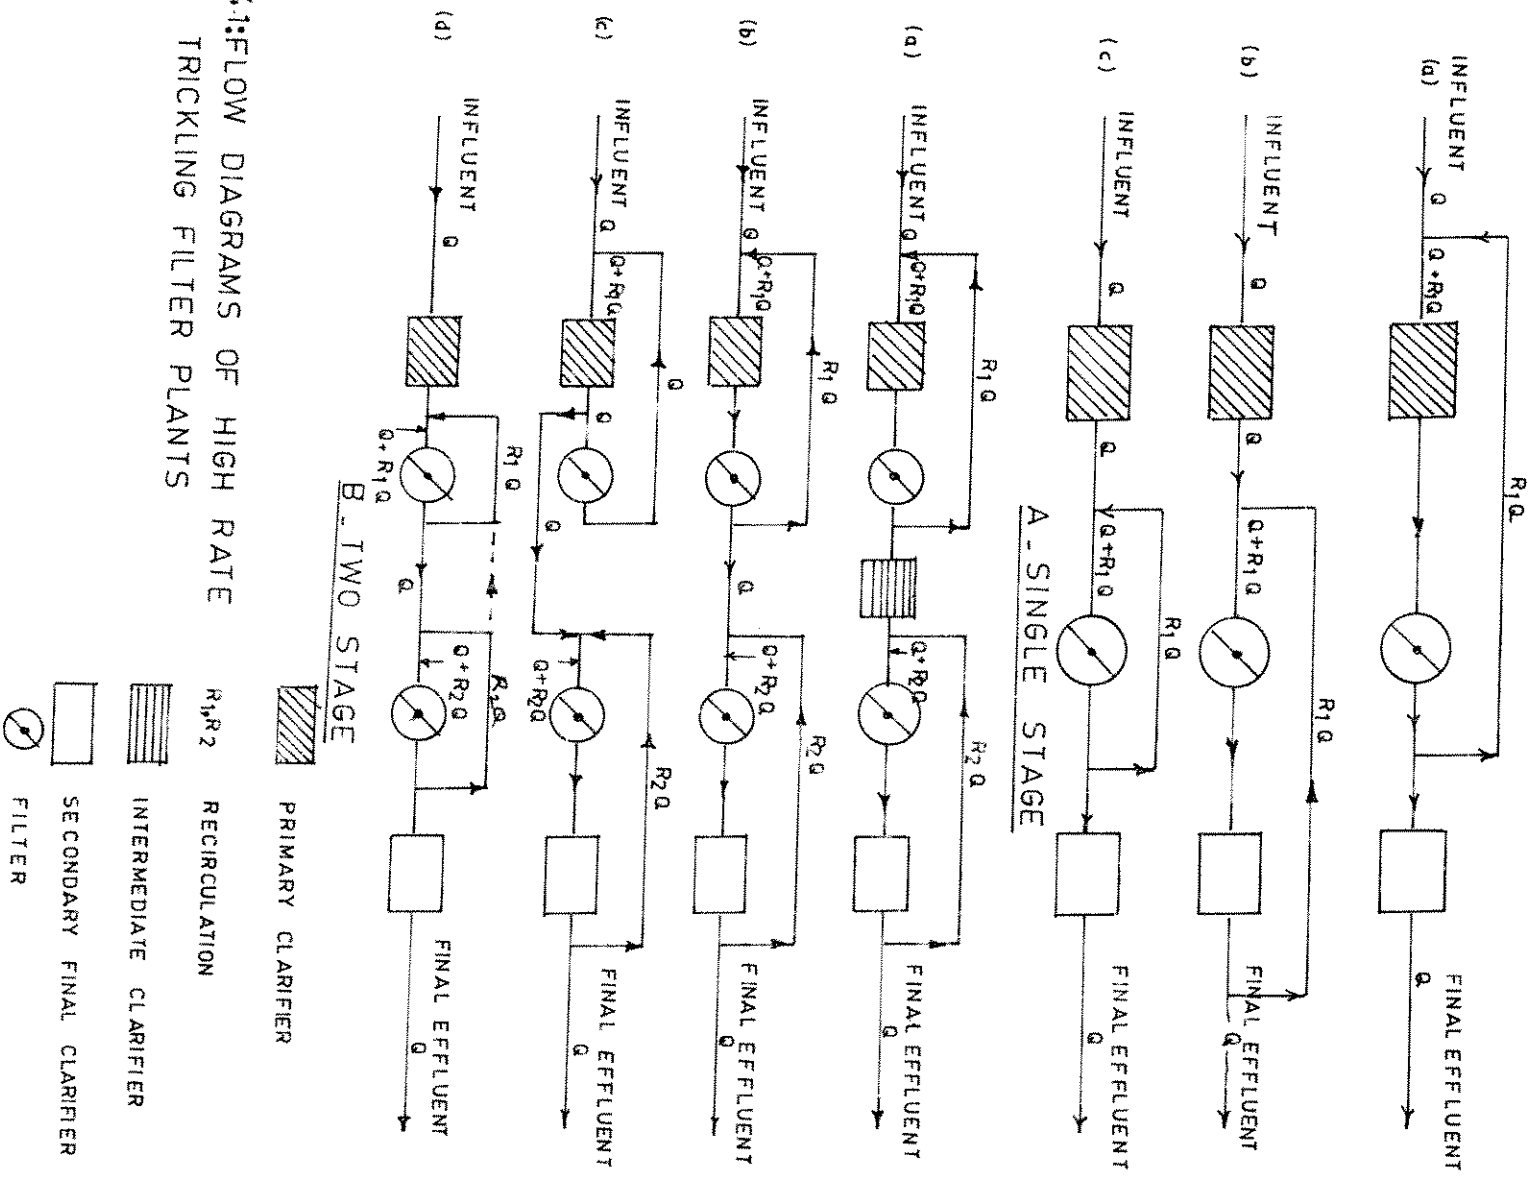 INFLUENT
(a)
Q
Q+R1Q
R1Q
FINAL EFFLUENT
Q
(b)
INFLUENT
Q
Q
Q+R1Q
R1Q
FINAL EFFLUENT
Q
(c)
INFLUENT
Q
Q
Q+R1Q
R1Q
FINAL EFFLUENT
Q
A - SINGLE STAGE
(a)
INFLUENT
Q
Q+R1Q
R1Q
Q+R2Q
R2Q
FINAL EFFLUENT
Q
(b)
INFLUENT
Q
Q+R1Q
R1Q
Q
Q+R2Q
R2Q
FINAL EFFLUENT
Q
(c)
INFLUENT
Q
Q+R1Q
Q
Q
Q
Q+R2Q
R2Q
FINAL EFFLUENT
Q
(d)
INFLUENT
Q
Q+R1Q
R1Q
Q
Q+R2Q
R2Q
FINAL EFFLUENT
Q
B - TWO STAGE
PRIMARY CLARIFIER
R1,R2 RECIRCULATION
INTERMEDIATE CLARIFIER
SECONDARY FINAL CLARIFIER
FILTER
.1:FLOW DIAGRAMS OF HIGH RATE
TRICKLING FILTER PLANTS